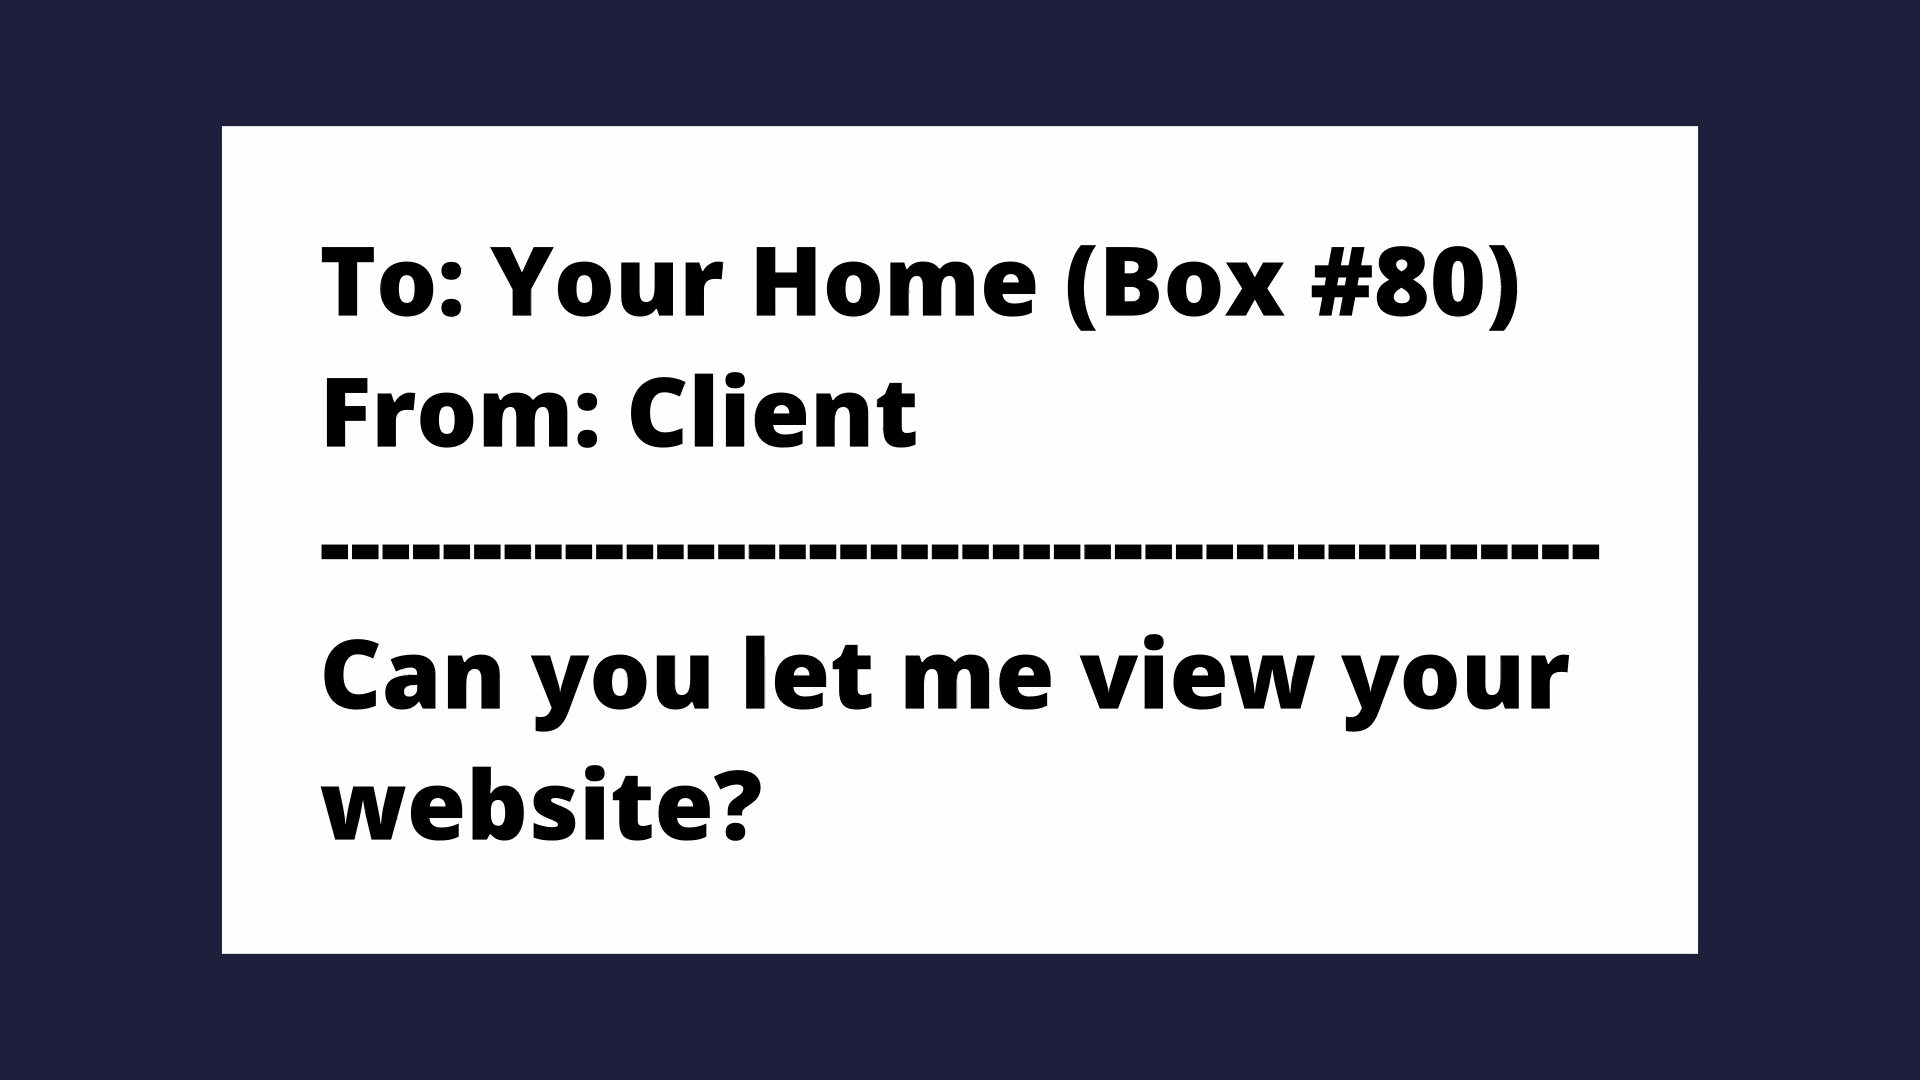 To: Your Home (Box #80)
From: Client
------------------------------------------
Can you let me view your
website?